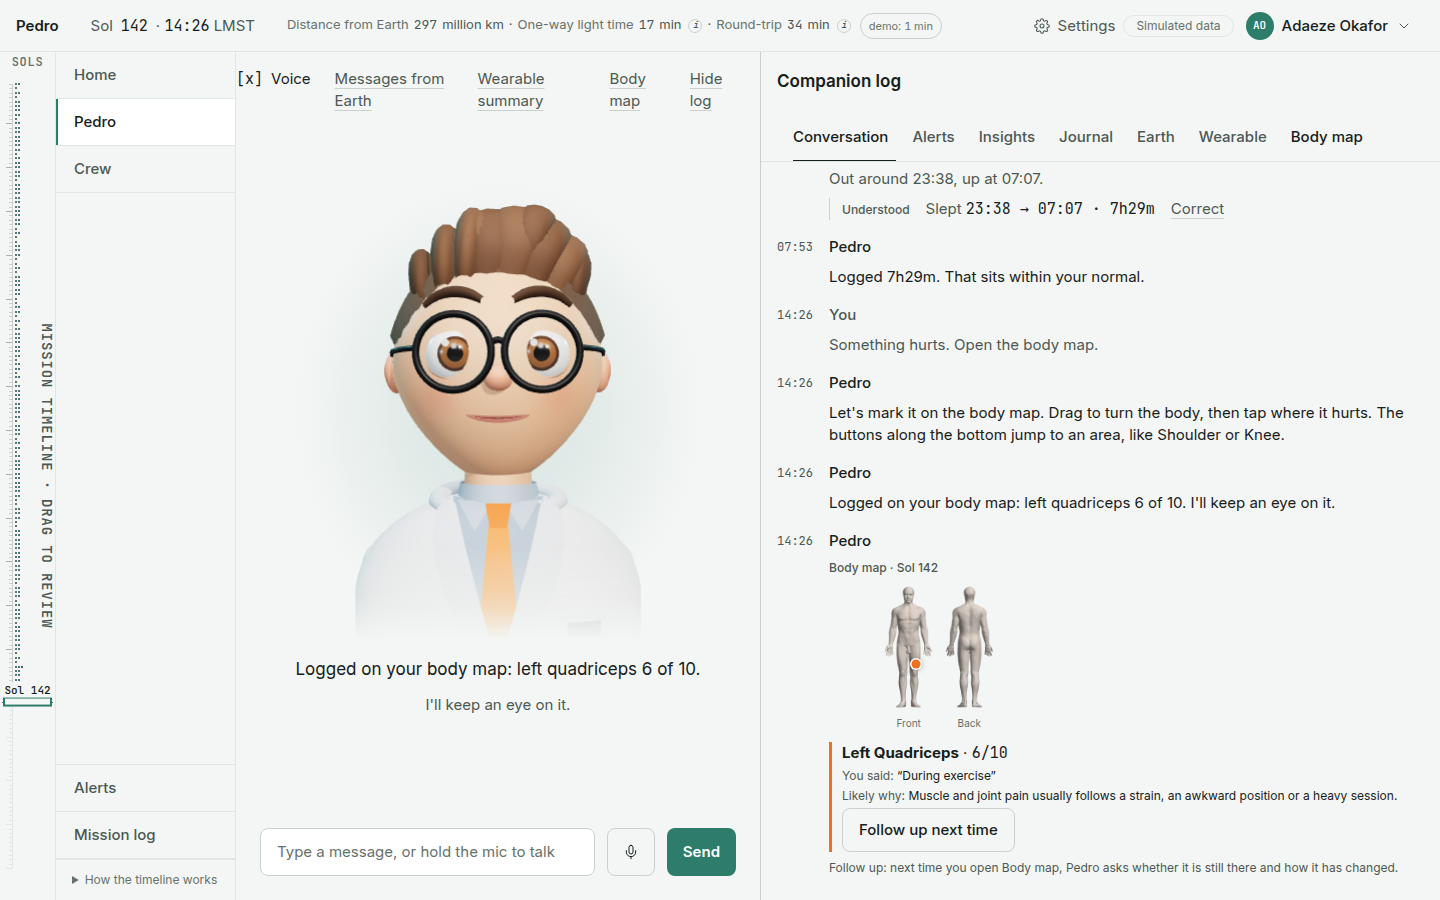 Pedro
Sol 142 · 14:26 LMST
Distance from Earth 297 million km · One-way light time 17 min i · Round-trip 34 min i
demo: 1 min
Settings
Simulated data
AO
Adaeze Okafor
SOLS
MISSION TIMELINE · DRAG TO REVIEW
Sol 142
Home
Pedro
Crew
Alerts
Mission log
▶ How the timeline works
[x] Voice
Messages from
Earth
Wearable
summary
Body
map
Hide
log
Logged on your body map: left quadriceps 6 of 10.
I'll keep an eye on it.
Type a message, or hold the mic to talk
Send
Companion log
Conversation
Alerts
Insights
Journal
Earth
Wearable
Body map
Out around 23:38, up at 07:07.
Understood Slept 23:38 → 07:07 · 7h29m Correct
07:53 Pedro
Logged 7h29m. That sits within your normal.
14:26 You
Something hurts. Open the body map.
14:26 Pedro
Let's mark it on the body map. Drag to turn the body, then tap where it hurts. The
buttons along the bottom jump to an area, like Shoulder or Knee.
14:26 Pedro
Logged on your body map: left quadriceps 6 of 10. I'll keep an eye on it.
14:26 Pedro
Body map · Sol 142
Front
Back
Left Quadriceps · 6/10
You said: “During exercise”
Likely why: Muscle and joint pain usually follows a strain, an awkward position or a heavy session.
Follow up next time
Follow up: next time you open Body map, Pedro asks whether it is still there and how it has changed.